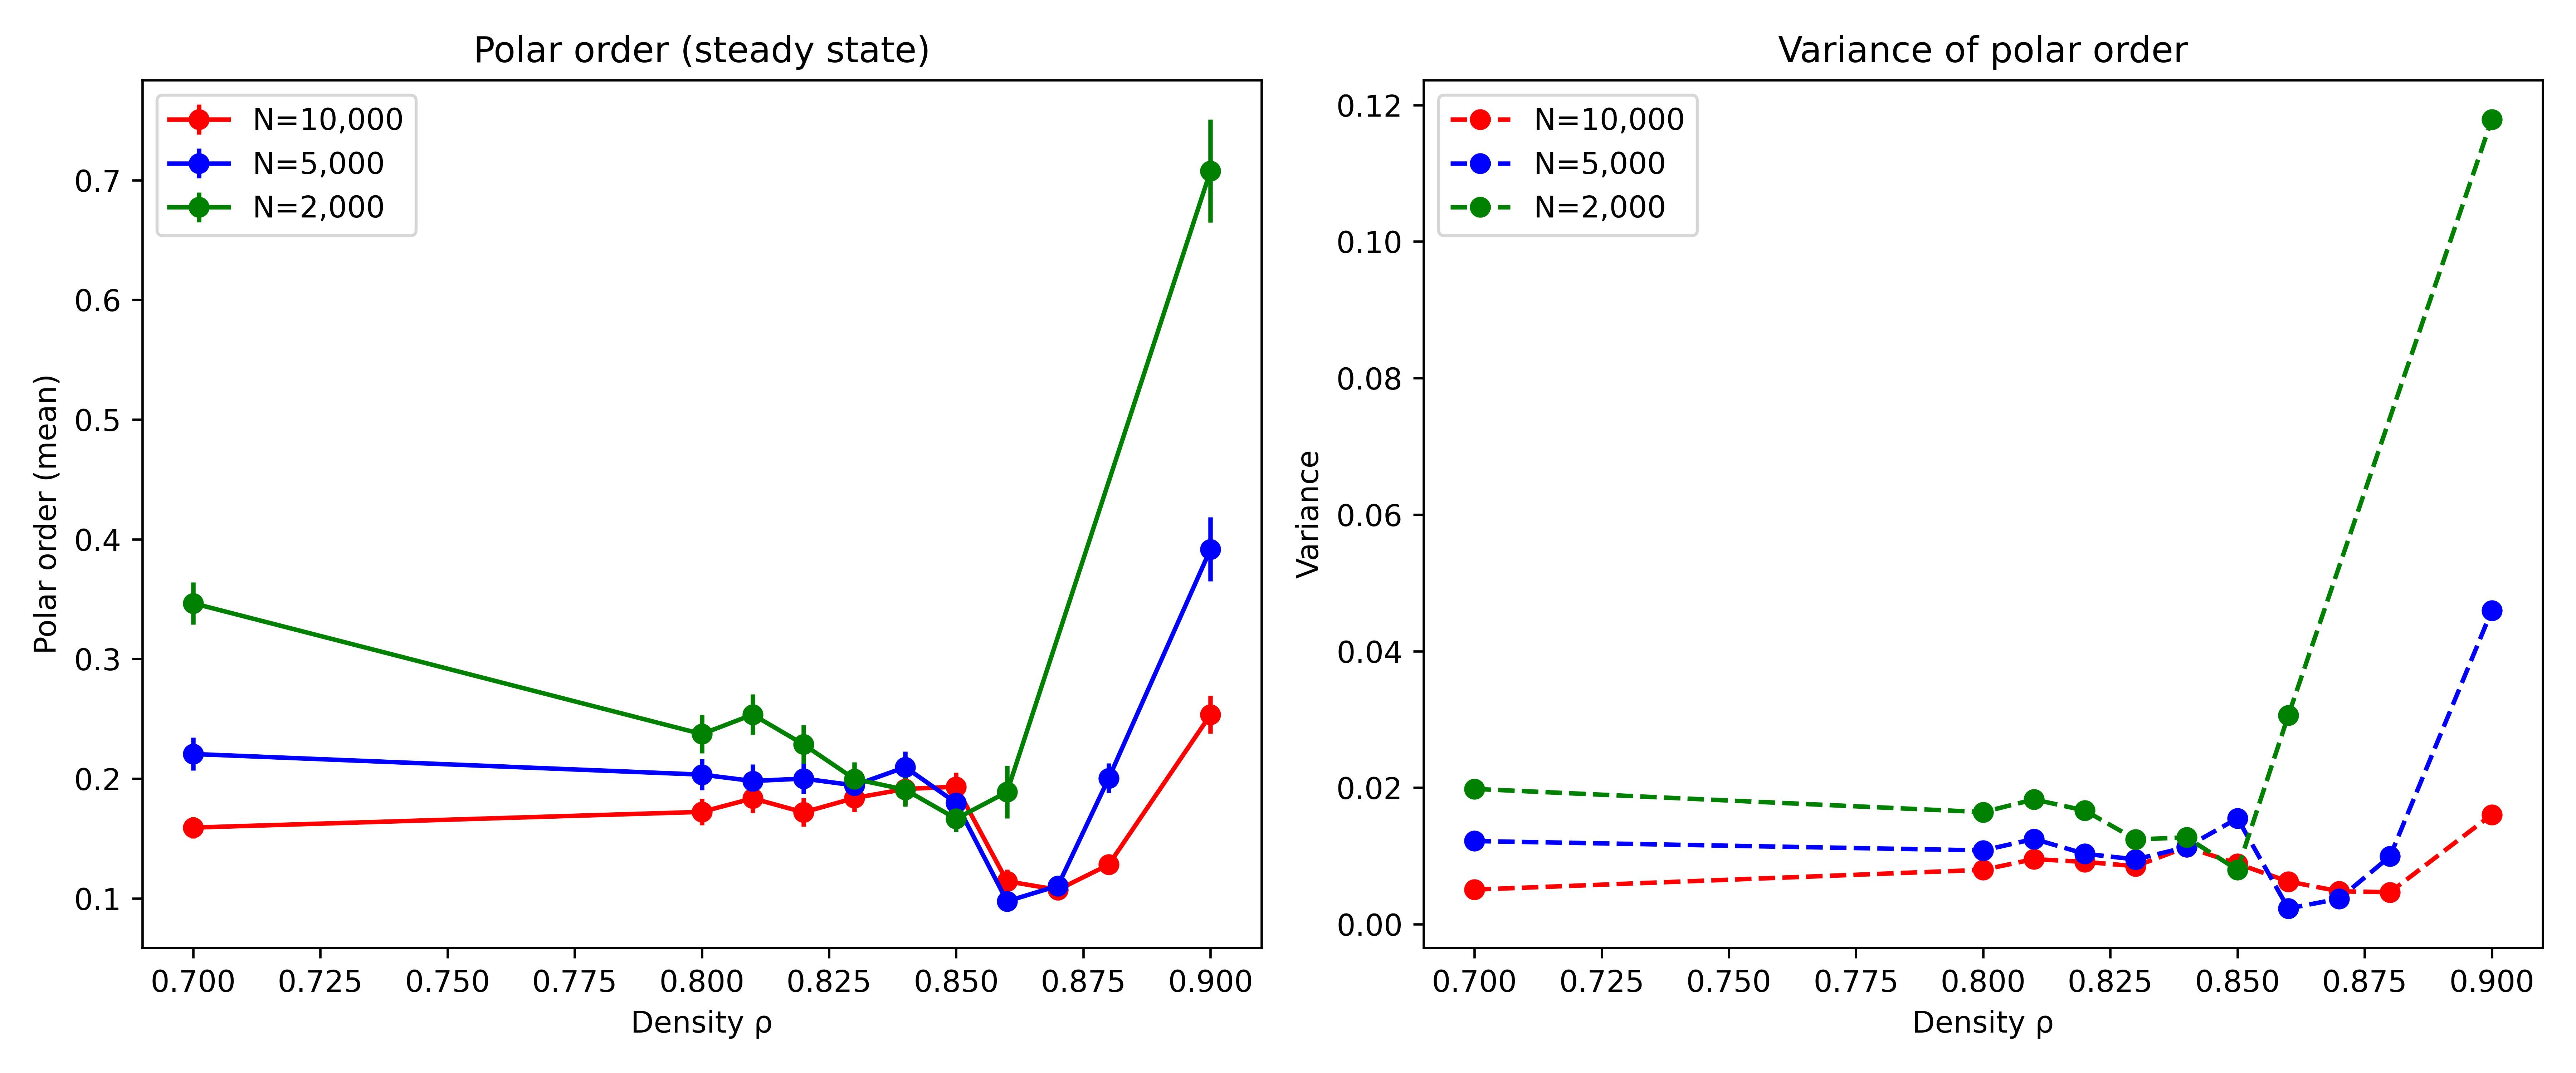 Polar order (steady state)
N=10,000
N=5,000
N=2,000
Polar order (mean)
0.7
0.6
0.5
0.4
0.3
0.2
0.1
0.700 0.725 0.750 0.775 0.800 0.825 0.850 0.875 0.900
Density ρ
Variance of polar order
N=10,000
N=5,000
N=2,000
Variance
0.12
0.10
0.08
0.06
0.04
0.02
0.00
0.700 0.725 0.750 0.775 0.800 0.825 0.850 0.875 0.900
Density ρ